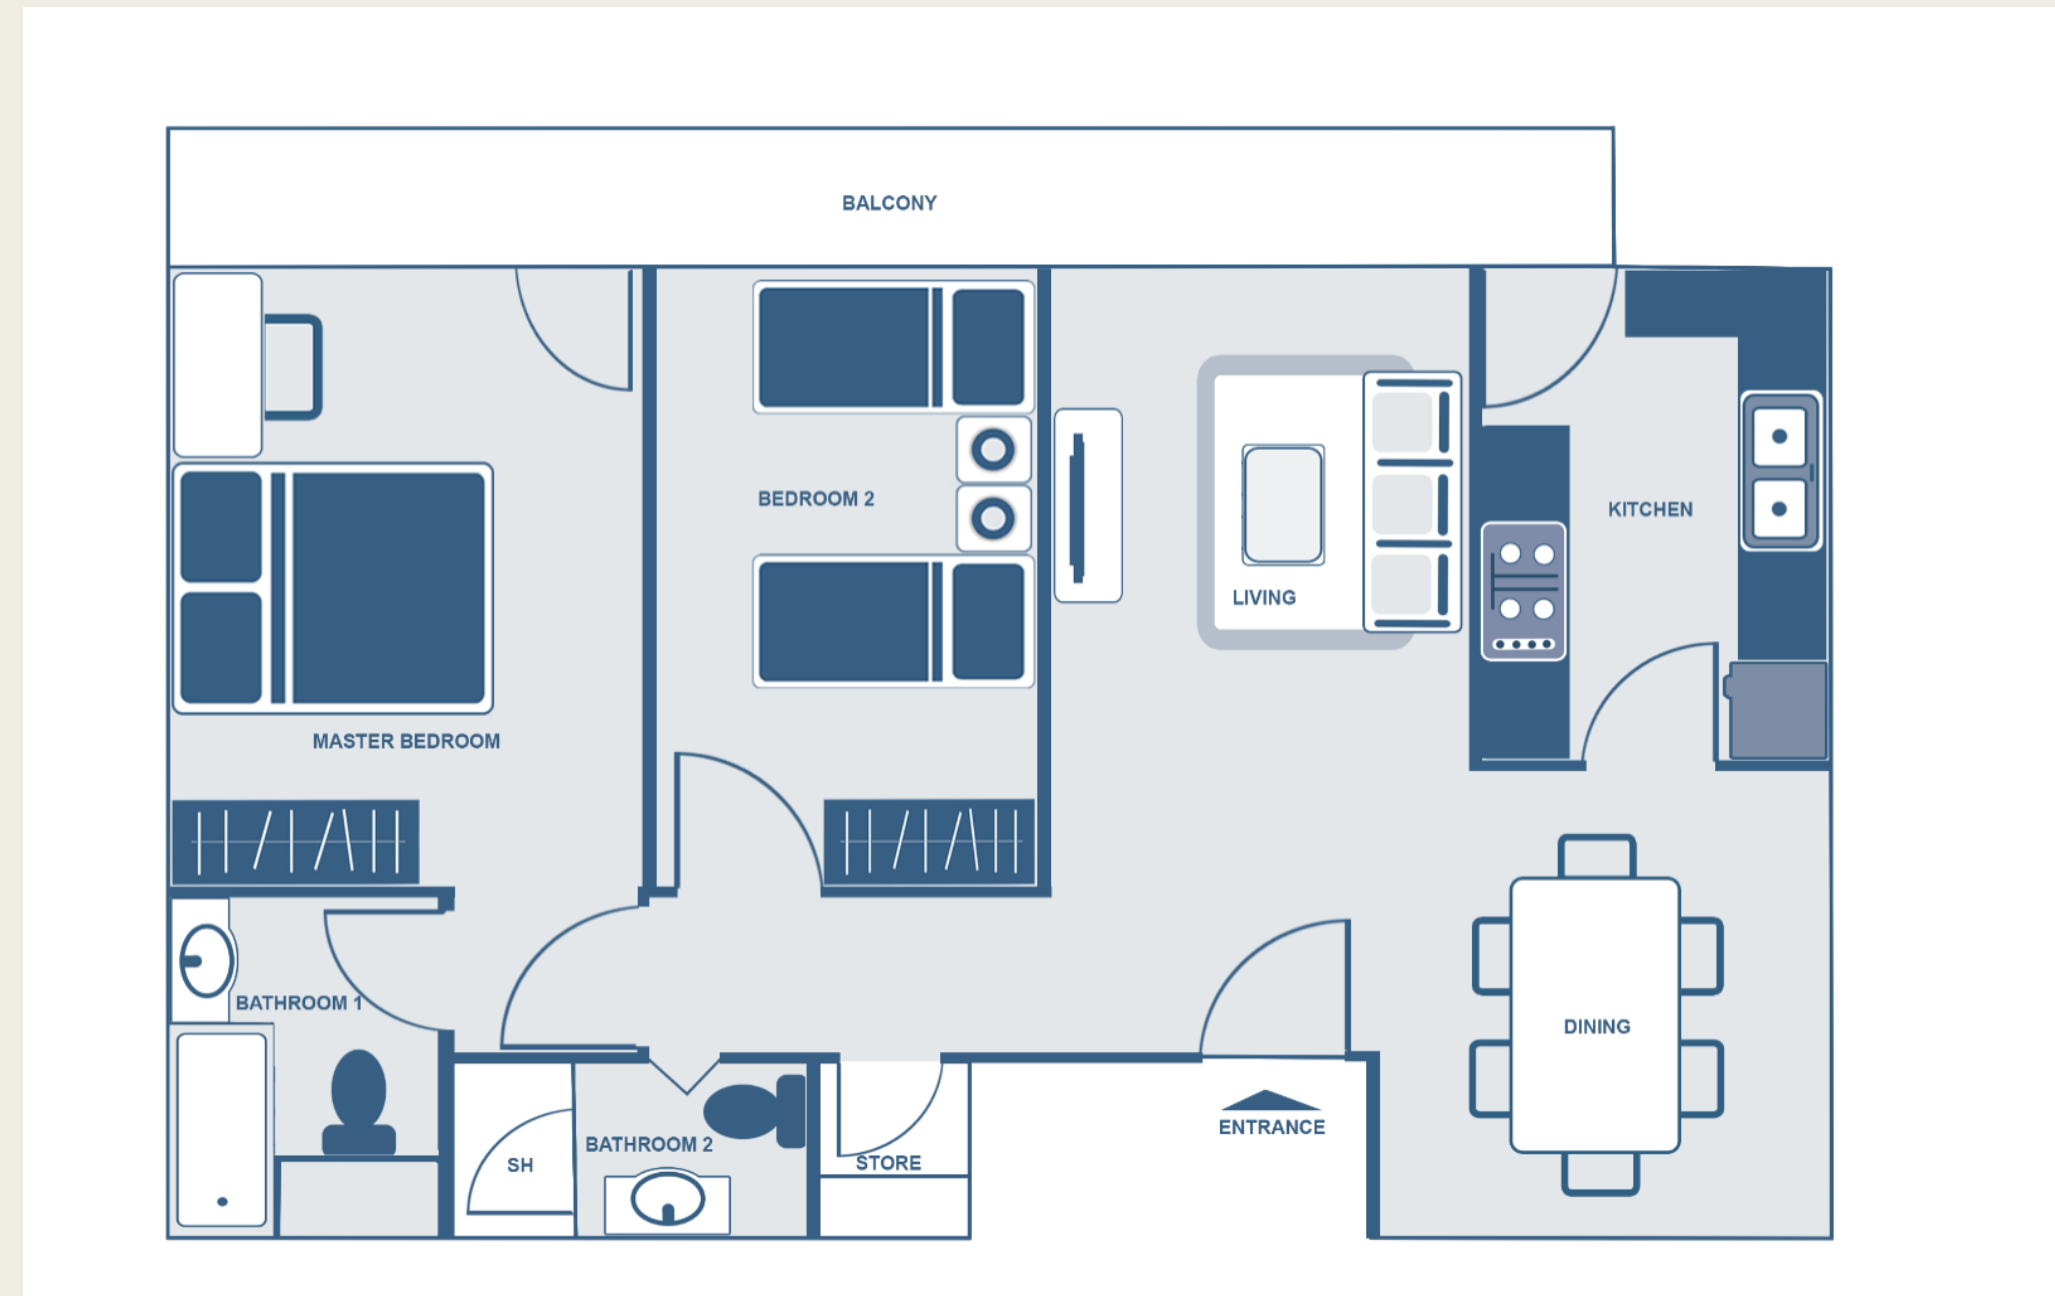 BALCONY
BEDROOM 2
KITCHEN
LIVING
MASTER BEDROOM
BATHROOM 1
DINING
ENTRANCE
BATHROOM 2
STORE
SH